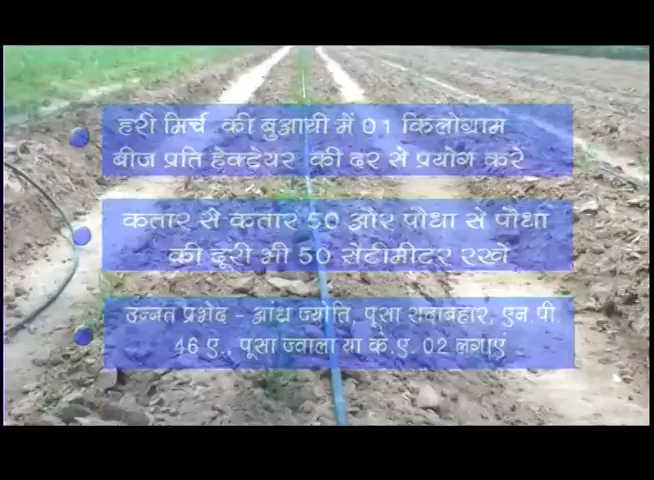 हरी मिर्च की बुआयी में 01 किलोग्राम
बीज प्रति हेक्टेयर की दर से प्रयोग करें
कतार से कतार 50 और पौधा से पौधा
की दूरी भी 50 सेंटीमीटर रखें
उन्नत प्रभेद - आंध्र ज्योति, पूसा सदाबहार, एन.पी.
46 ए., पूसा ज्वाला या के.ए. 02 लगाएं